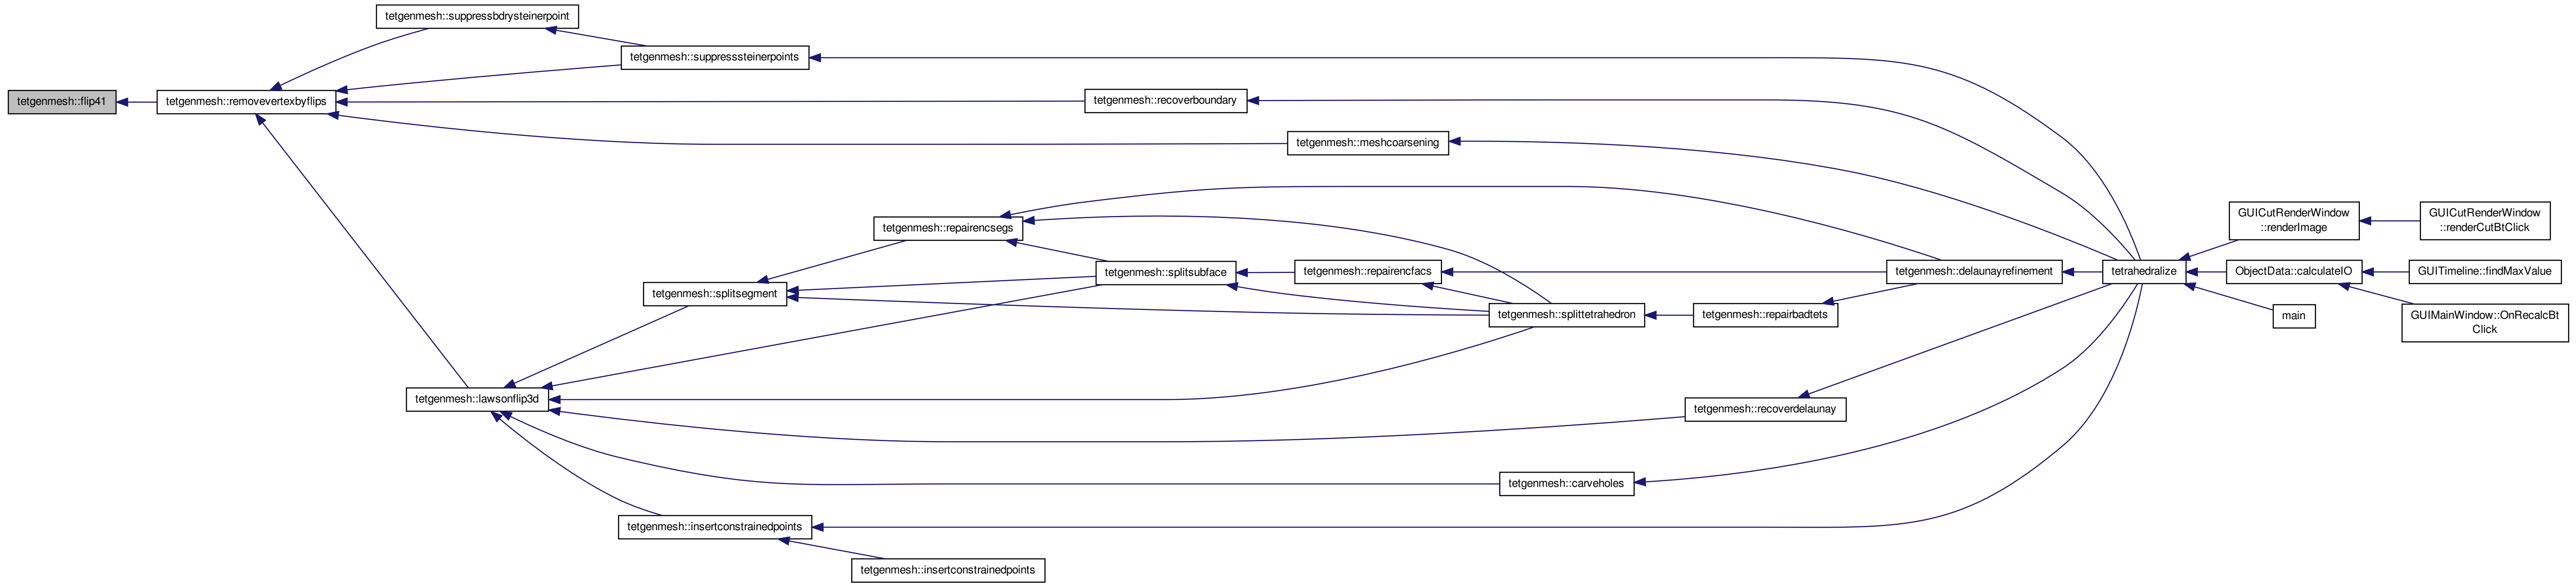 tetgenmesh::suppressbdrysteinerpoint
tetgenmesh::suppresssteinerpoints
tetgenmesh::flip41
tetgenmesh::removevertexbyflips
tetgenmesh::recoverboundary
tetgenmesh::meshcoarsening
GUICutRenderWindow
::renderImage
GUICutRenderWindow
::renderCutBtClick
tetgenmesh::repairencsegs
tetgenmesh::splitsubface
tetgenmesh::repairencfacs
tetgenmesh::delaunayrefinement
tetrahedralize
ObjectData::calculateIO
GUITimeline::findMaxValue
tetgenmesh::splitsegment
tetgenmesh::splittetrahedron
tetgenmesh::repairbadtets
main
GUIMainWindow::OnRecalcBt
Click
tetgenmesh::lawsonflip3d
tetgenmesh::recoverdelaunay
tetgenmesh::carveholes
tetgenmesh::insertconstrainedpoints
tetgenmesh::insertconstrainedpoints